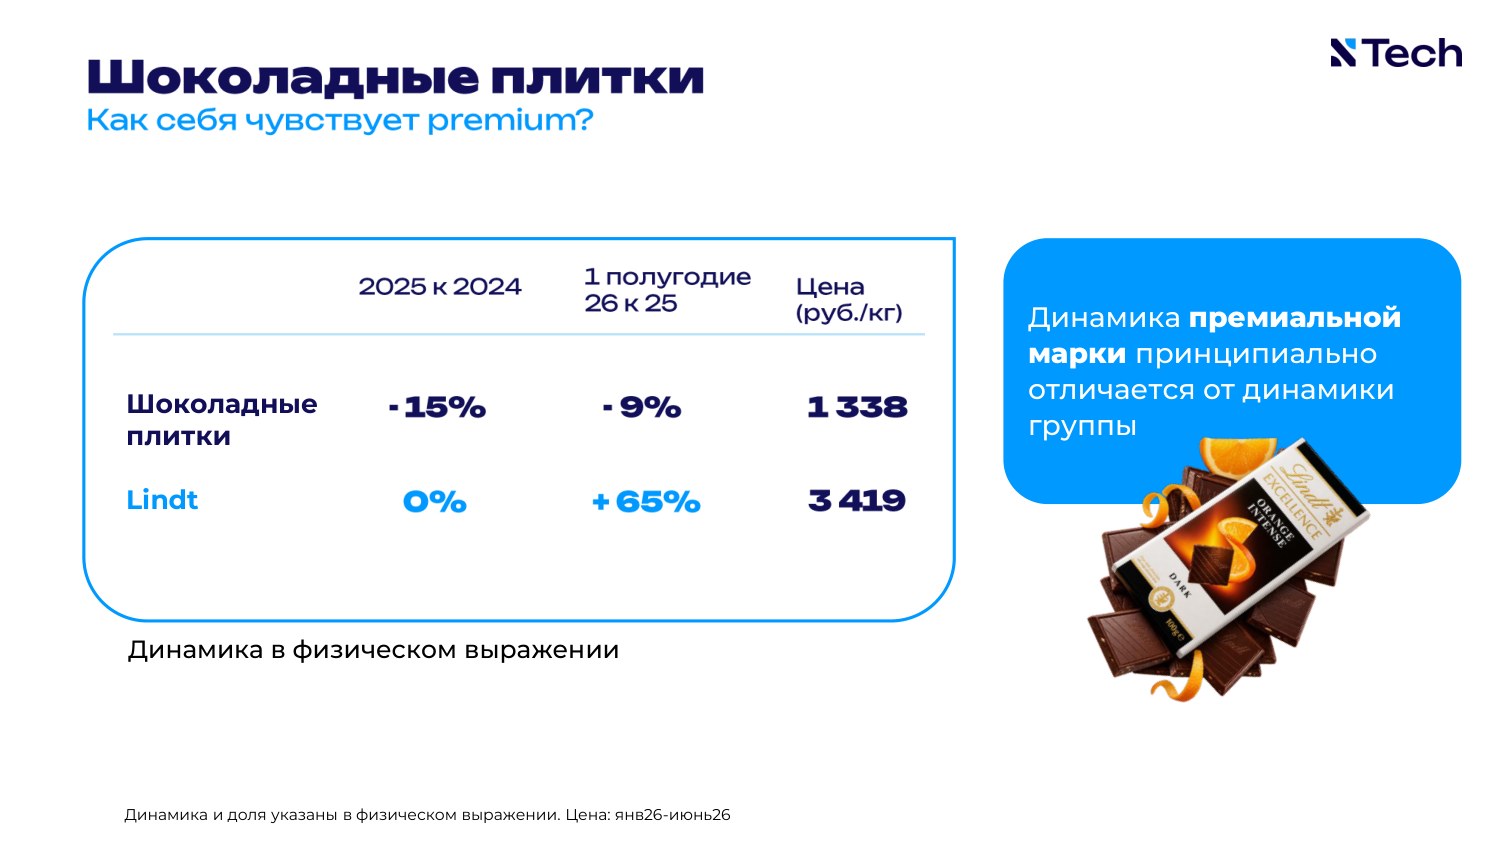 Tech
Шоколадные плитки
Как себя чувствует premium?
2025 к 2024
1 полугодие
26 к 25
Цена
(руб./кг)
Шоколадные
плитки
- 15%
- 9%
1 338
Lindt
0%
+ 65%
3 419
Динамика в физическом выражении
Динамика премиальной
марки принципиально
отличается от динамики
группы
Lindt
EXCELLENCE
ORANGE
INTENSE
DARK
100g e
Динамика и доля указаны в физическом выражении. Цена: янв26-июнь26